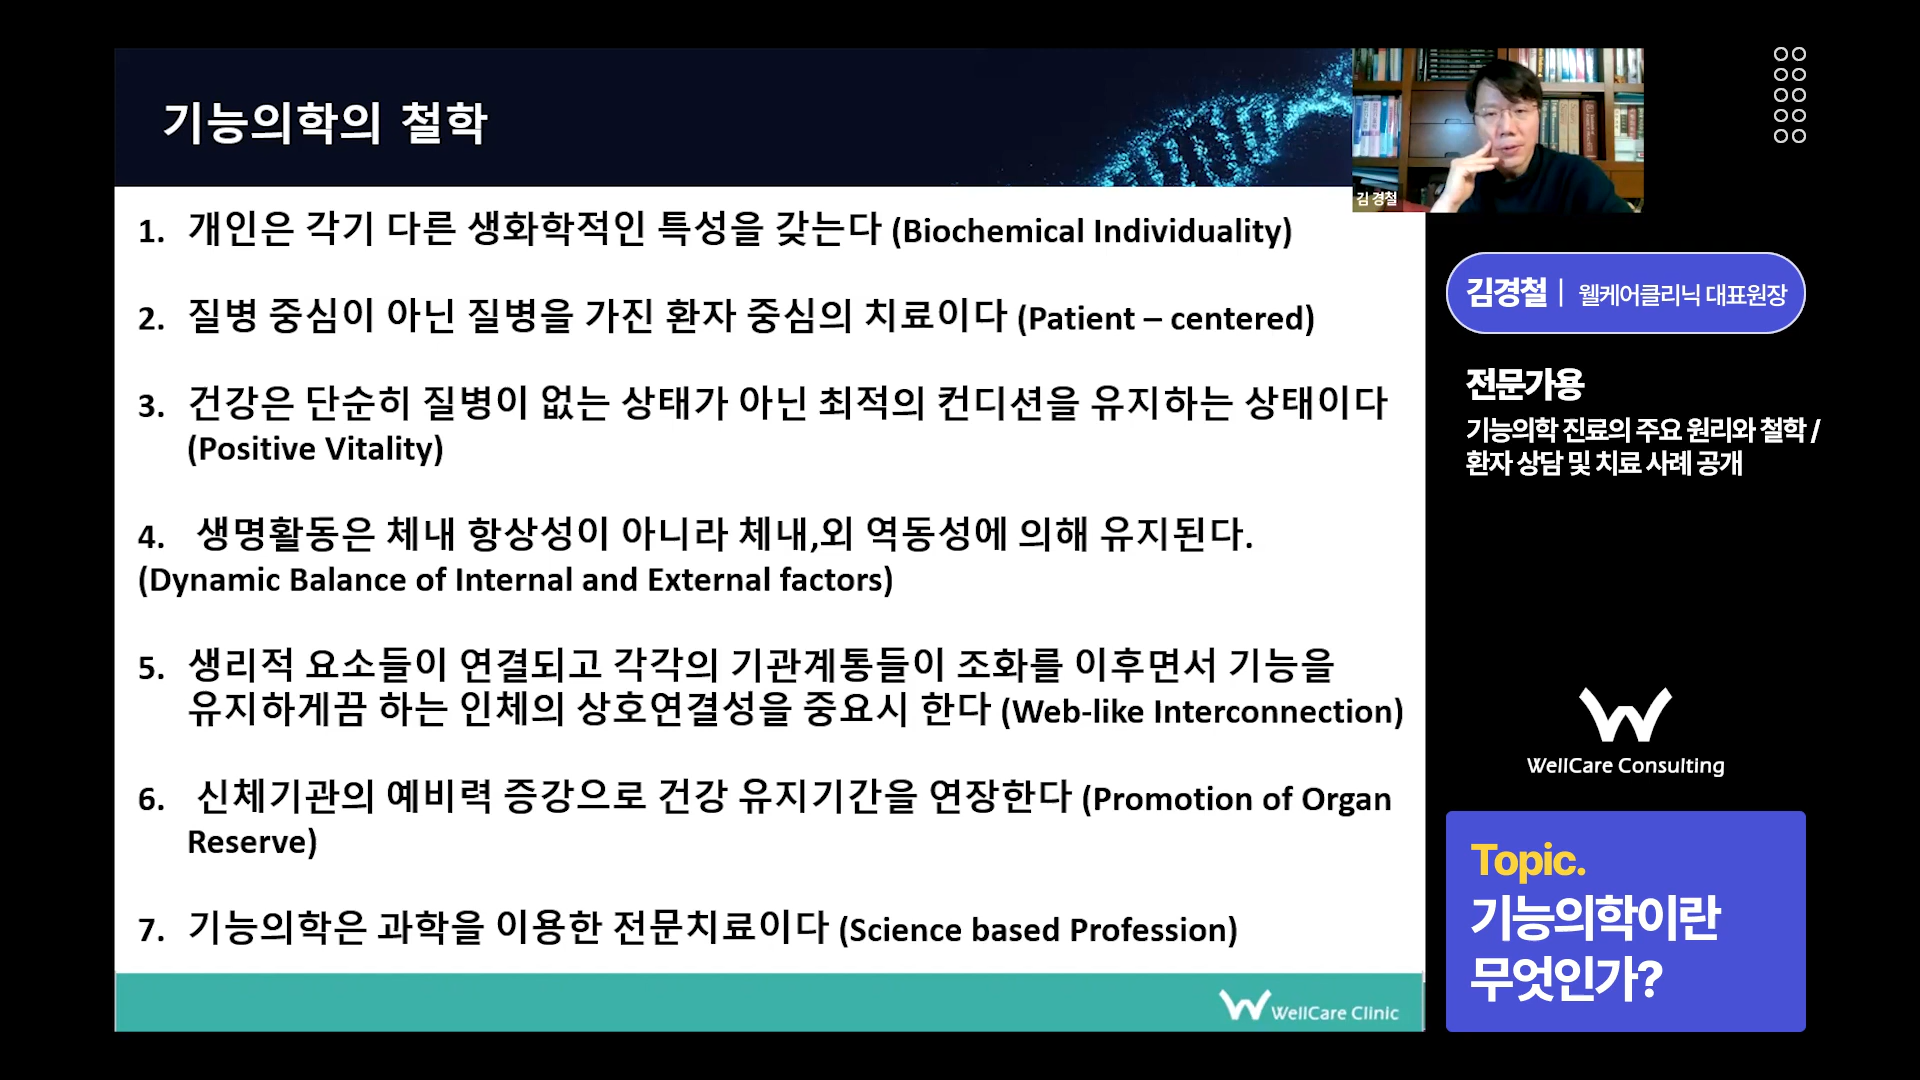 기능의학의 철학
1. 개인은 각기 다른 생화학적인 특성을 갖는다 (Biochemical Individuality)
2. 질병 중심이 아닌 질병을 가진 환자 중심의 치료이다 (Patient – centered)
3. 건강은 단순히 질병이 없는 상태가 아닌 최적의 컨디션을 유지하는 상태이다
(Positive Vitality)
4. 생명활동은 체내 항상성이 아니라 체내,외 역동성에 의해 유지된다.
(Dynamic Balance of Internal and External factors)
5. 생리적 요소들이 연결되고 각각의 기관계통들이 조화를 이후면서 기능을
유지하게끔 하는 인체의 상호연결성을 중요시 한다 (Web-like Interconnection)
6. 신체기관의 예비력 증강으로 건강 유지기간을 연장한다 (Promotion of Organ
Reserve)
7. 기능의학은 과학을 이용한 전문치료이다 (Science based Profession)
WellCare Clinic
김 경철
김경철 | 웰케어클리닉 대표원장
전문가용
기능의학 진료의 주요 원리와 철학 /
환자 상담 및 치료 사례 공개
WellCare Consulting
Topic.
기능의학이란
무엇인가?